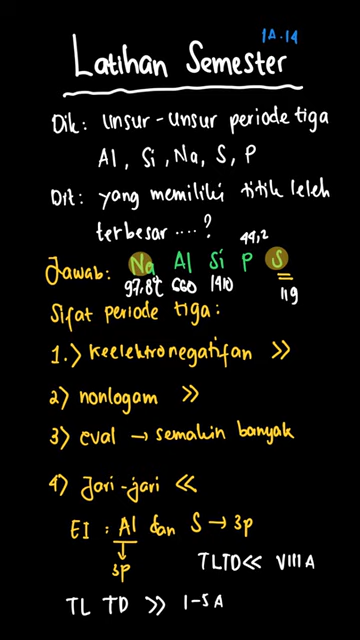 1A.14
Latihan Semester
Dik: Unsur-unsur periode tiga
Al, Si, Na, S, P
Dit: yang memiliki titik leleh
terbesar ....?
44,2
Jawab: Na Al Si P S
97,8℃ 660 1410 119
Sifat periode tiga:
1.) keelektronegatifan >>
2) nonlogam >>
3) eval → semakin banyak
4) Jari-jari <<
EI : Al dan S → 3p
↓
3p
TLTD << VIIIA
TL TD >> 1-5A